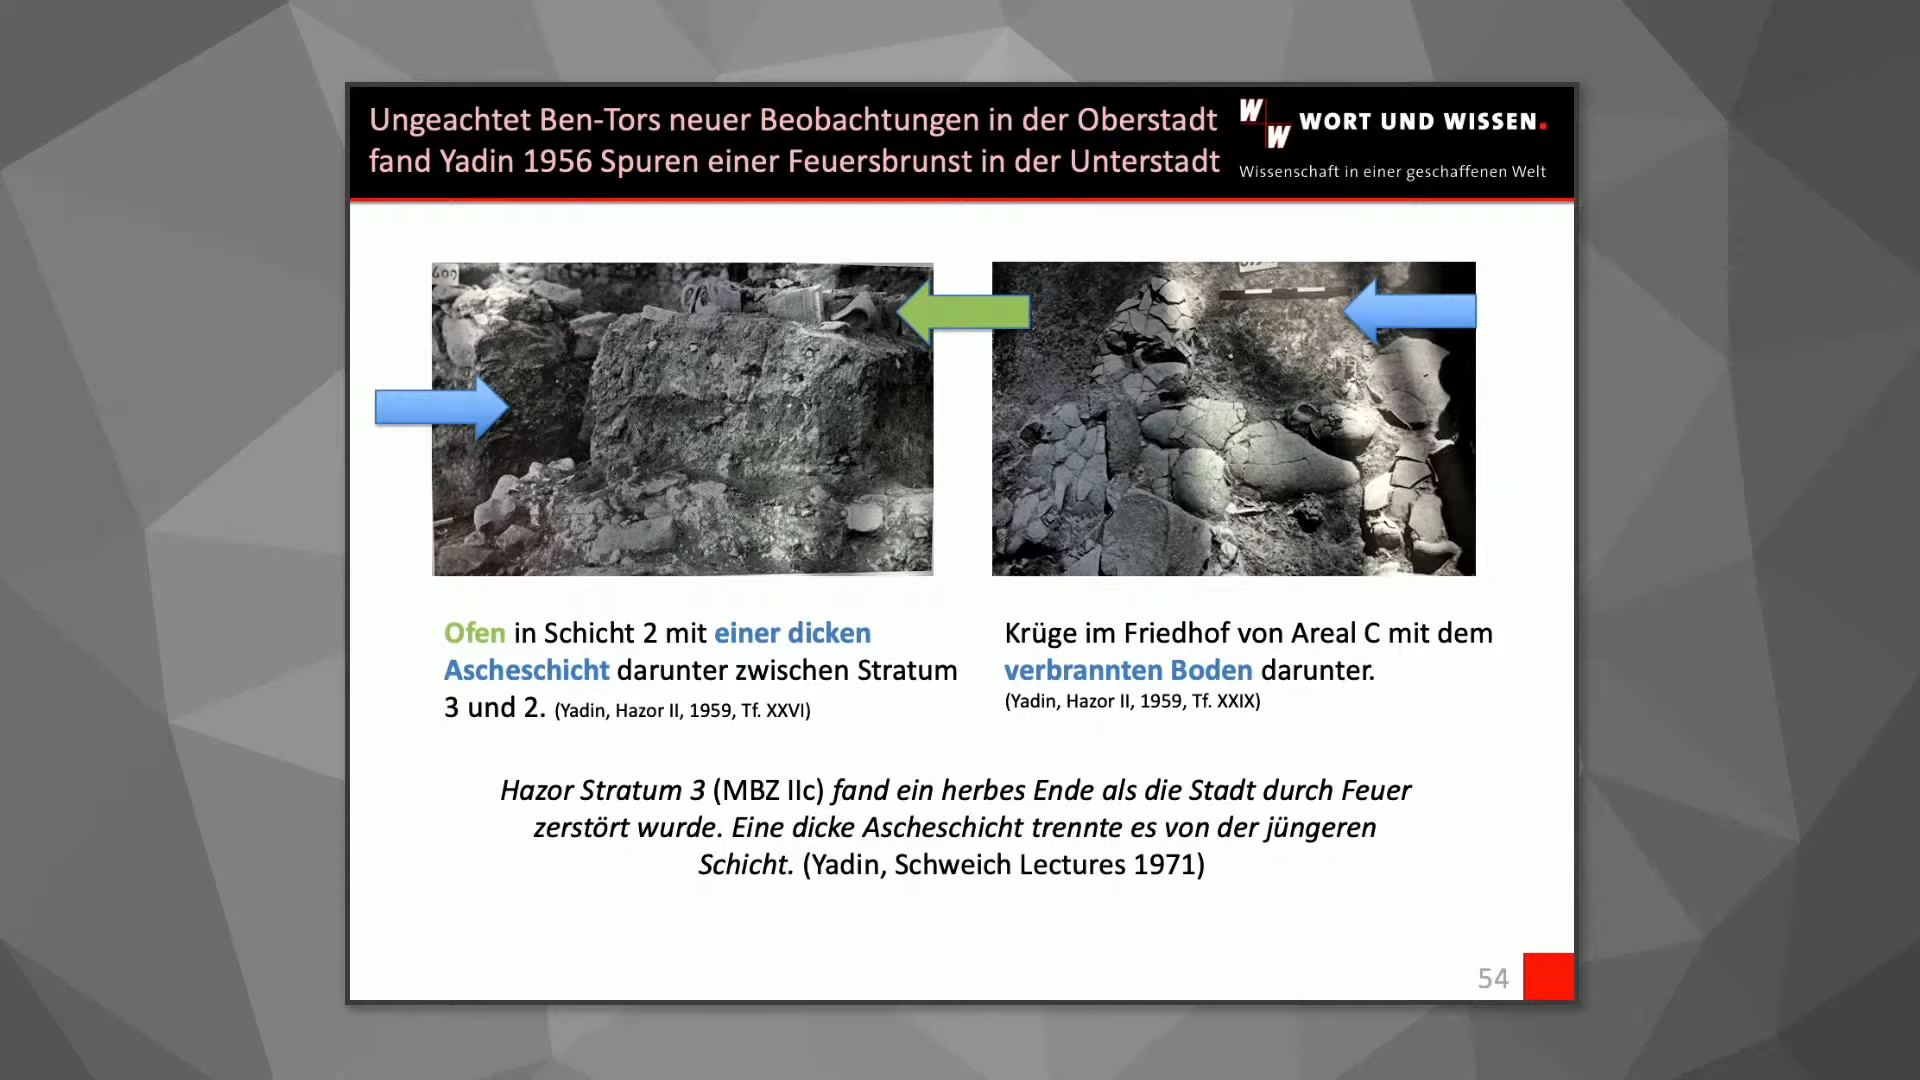 Ungeachtet Ben-Tors neuer Beobachtungen in der Oberstadt
fand Yadin 1956 Spuren einer Feuersbrunst in der Unterstadt
W
W
WORT UND WISSEN.
Wissenschaft in einer geschaffenen Welt
Ofen in Schicht 2 mit einer dicken
Ascheschicht darunter zwischen Stratum
3 und 2. (Yadin, Hazor II, 1959, Tf. XXVI)
Krüge im Friedhof von Areal C mit dem
verbrannten Boden darunter.
(Yadin, Hazor II, 1959, Tf. XXIX)
Hazor Stratum 3 (MBZ IIc) fand ein herbes Ende als die Stadt durch Feuer
zerstört wurde. Eine dicke Ascheschicht trennte es von der jüngeren
Schicht. (Yadin, Schweich Lectures 1971)
54